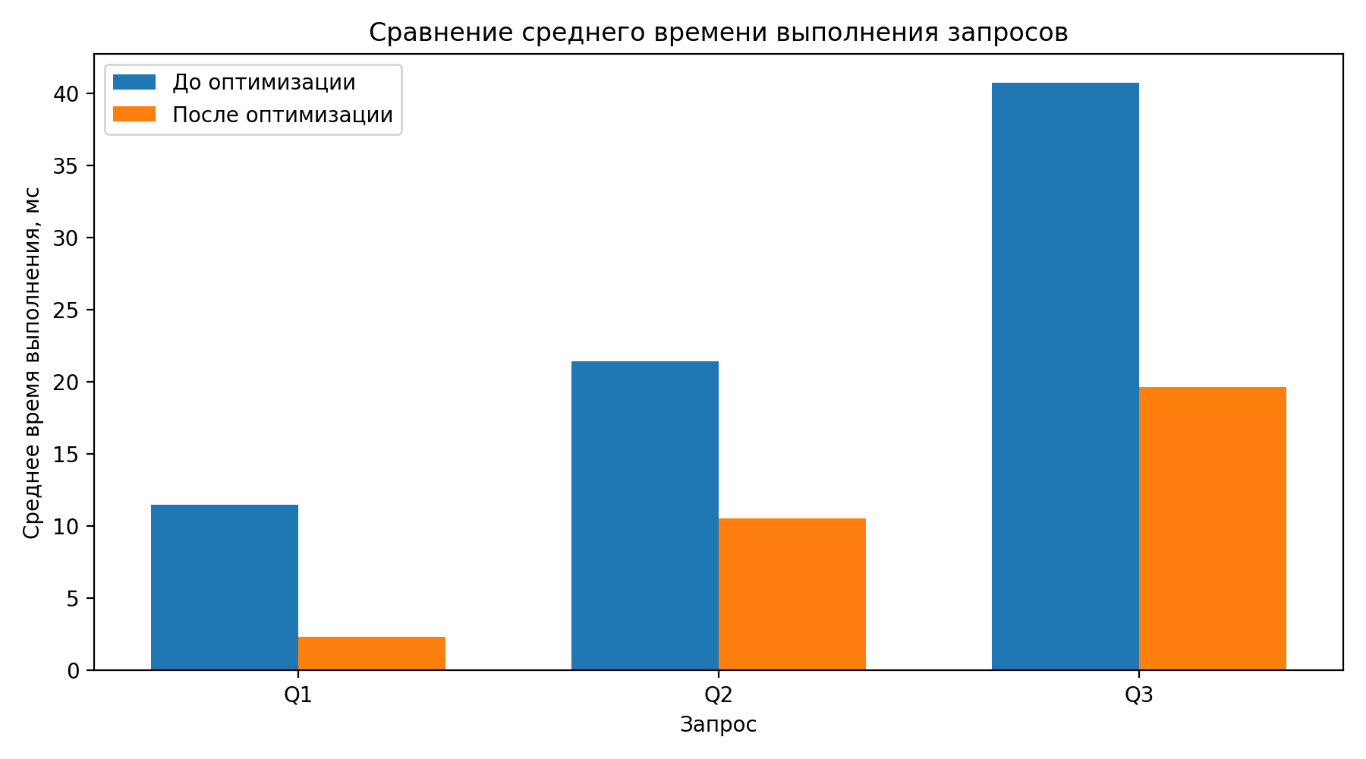 Сравнение среднего времени выполнения запросов
До оптимизации
После оптимизации
Среднее время выполнения, мс
40
35
30
25
20
15
10
5
0
Q1
Q2
Q3
Запрос